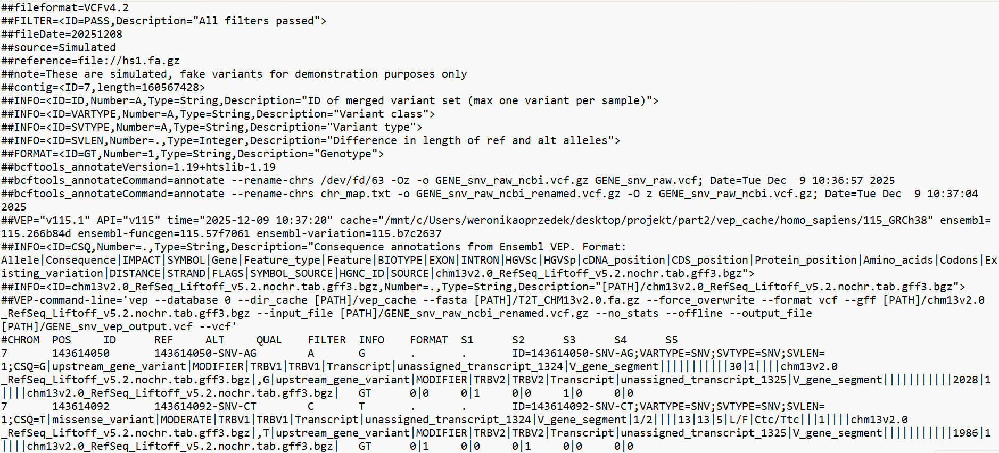 ##fileformat=VCFv4.2
##FILTER=<ID=PASS,Description="All filters passed">
##fileDate=20251208
##source=Simulated
##reference=file://hs1.fa.gz
##note=These are simulated, fake variants for demonstration purposes only
##contig=<ID=7,length=160567428>
##INFO=<ID=ID,Number=A,Type=String,Description="ID of merged variant set (max one variant per sample)">
##INFO=<ID=VARTYPE,Number=A,Type=String,Description="Variant class">
##INFO=<ID=SVTYPE,Number=A,Type=String,Description="Variant type">
##INFO=<ID=SVLEN,Number=.,Type=Integer,Description="Difference in length of ref and alt alleles">
##FORMAT=<ID=GT,Number=1,Type=String,Description="Genotype">
##bcftools_annotateVersion=1.19+htslib-1.19
##bcftools_annotateCommand=annotate --rename-chrs /dev/fd/63 -Oz -o GENE_snv_raw_ncbi.vcf.gz GENE_snv_raw.vcf; Date=Tue Dec  9 10:36:57 2025
##bcftools_annotateCommand=annotate --rename-chrs chr_map.txt -o GENE_snv_raw_ncbi_renamed.vcf.gz -O z GENE_snv_raw_ncbi.vcf.gz; Date=Tue Dec  9 10:37:04
2025
##VEP="v115.1" API="v115" time="2025-12-09 10:37:20" cache="/mnt/c/Users/weronikaoprzedek/desktop/projekt/part2/vep_cache/homo_sapiens/115_GRCh38" ensembl=
115.266b84d ensembl-funcgen=115.57f7061 ensembl-variation=115.b7c2637
##INFO=<ID=CSQ,Number=.,Type=String,Description="Consequence annotations from Ensembl VEP. Format:
Allele|Consequence|IMPACT|SYMBOL|Gene|Feature_type|Feature|BIOTYPE|EXON|INTRON|HGVSc|HGVSp|cDNA_position|CDS_position|Protein_position|Amino_acids|Codons|Ex
isting_variation|DISTANCE|STRAND|FLAGS|SYMBOL_SOURCE|HGNC_ID|SOURCE|chm13v2.0_RefSeq_Liftoff_v5.2.nochr.tab.gff3.bgz">
##INFO=<ID=chm13v2.0_RefSeq_Liftoff_v5.2.nochr.tab.gff3.bgz,Number=.,Type=String,Description="[PATH]/chm13v2.0_RefSeq_Liftoff_v5.2.nochr.tab.gff3.bgz">
##VEP-command-line='vep --database 0 --dir_cache [PATH]/vep_cache --fasta [PATH]/T2T_CHM13v2.0.fa.gz --force_overwrite --format vcf --gff [PATH]/chm13v2.0
_RefSeq_Liftoff_v5.2.nochr.tab.gff3.bgz --input_file [PATH]/GENE_snv_raw_ncbi_renamed.vcf.gz --no_stats --offline --output_file
[PATH]/GENE_snv_vep_output.vcf --vcf'
#CHROM	POS	ID	REF	ALT	QUAL	FILTER	INFO	FORMAT	S1	S2	S3	S4	S5
7	143614050	143614050-SNV-AG	A	G	.	.	ID=143614050-SNV-AG;VARTYPE=SNV;SVTYPE=SNV;SVLEN=
1;CSQ=G|upstream_gene_variant|MODIFIER|TRBV1|TRBV1|Transcript|unassigned_transcript_1324|V_gene_segment|||||||||||30|1||||chm13v2.0
_RefSeq_Liftoff_v5.2.nochr.tab.gff3.bgz|,G|upstream_gene_variant|MODIFIER|TRBV2|TRBV2|Transcript|unassigned_transcript_1325|V_gene_segment|||||||||||2028|1
||||chm13v2.0_RefSeq_Liftoff_v5.2.nochr.tab.gff3.bgz|	GT	0|0	0|1	0|0	1|0	0|0
7	143614092	143614092-SNV-CT	C	T	.	.	ID=143614092-SNV-CT;VARTYPE=SNV;SVTYPE=SNV;SVLEN=
1;CSQ=T|missense_variant|MODERATE|TRBV1|TRBV1|Transcript|unassigned_transcript_1324|V_gene_segment|1/2||||13|13|5|L/F|Ctc/Ttc|||1||||chm13v2.0
_RefSeq_Liftoff_v5.2.nochr.tab.gff3.bgz|,T|upstream_gene_variant|MODIFIER|TRBV2|TRBV2|Transcript|unassigned_transcript_1325|V_gene_segment|||||||||||1986|1
||||chm13v2.0_RefSeq_Liftoff_v5.2.nochr.tab.gff3.bgz|	GT	0|1	0|0	0|1	0|0	0|0